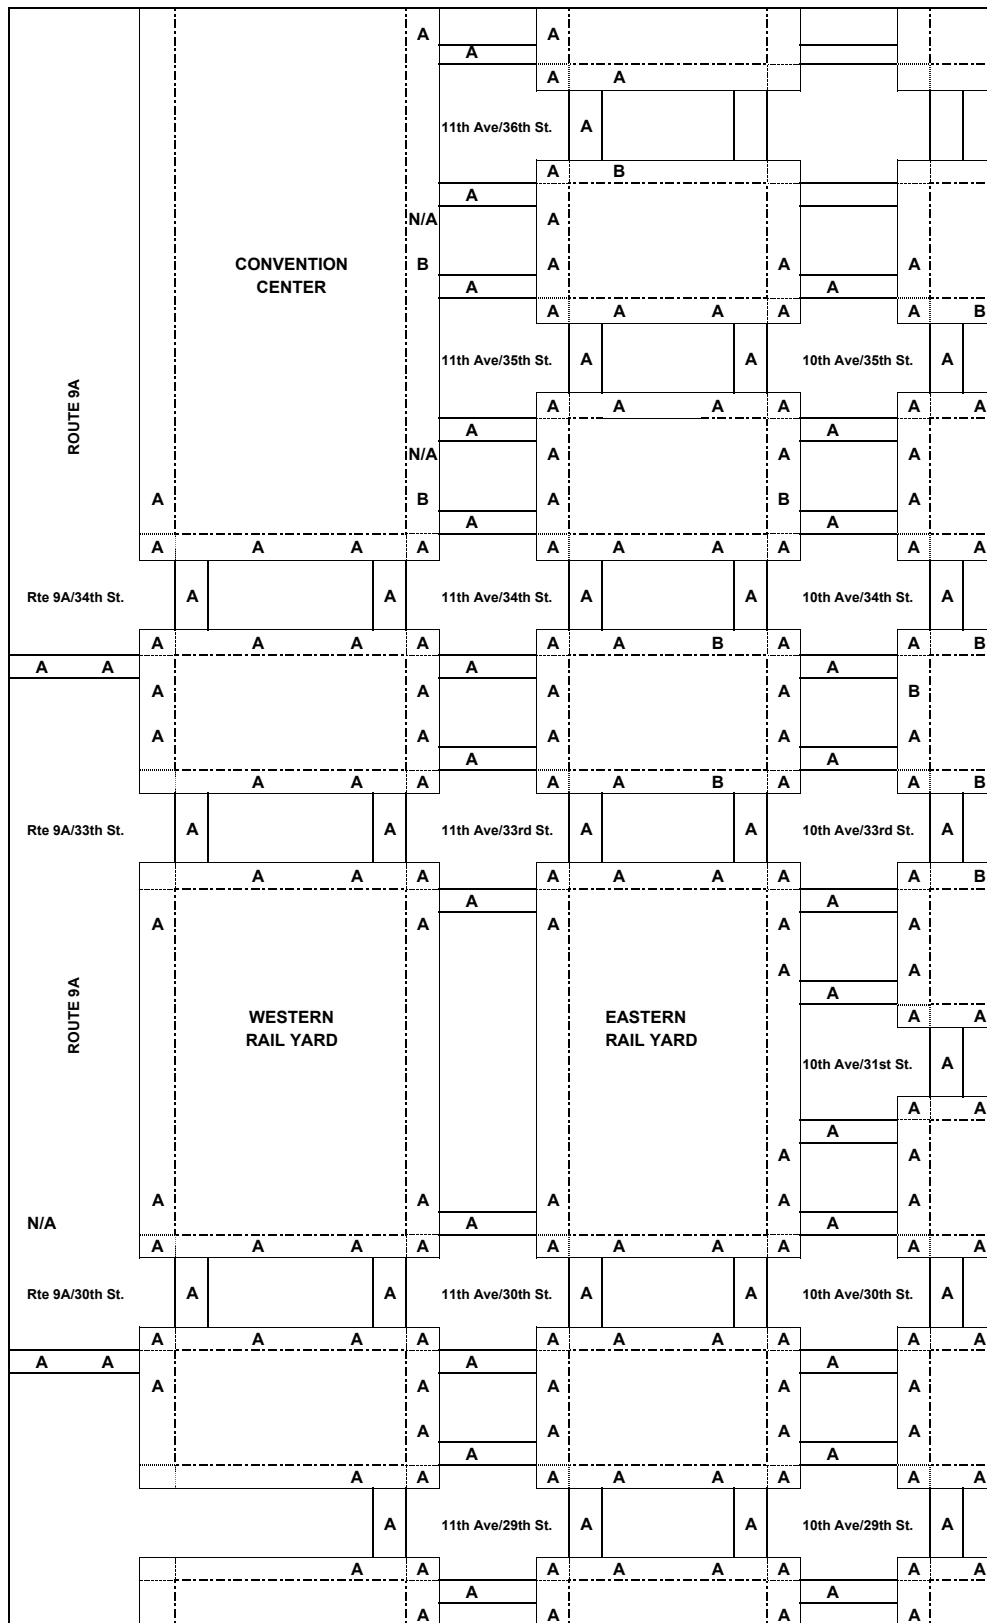 A A
A
A A
11th Ave/36th St. A
A B
A
N/A A
CONVENTION B A A A
CENTER
A A
A A A A A B
11th Ave/35th St. A A 10th Ave/35th St. A
ROUTE 9A
A A A A A A
A A
N/A A A A
A B A B A
A A
A A A A A A A A A A
Rte 9A/34th St. A A 11th Ave/34th St. A A 10th Ave/34th St. A
A A A A A A B A A B
A A A A
A A A A B
A A A A A
A A
A A A A A B A A B
Rte 9A/33th St. A A 11th Ave/33rd St. A A 10th Ave/33rd St. A
A A A A A A A A B
A A
A A A A A
A A
A
ROUTE 9A
WESTERN EASTERN
RAIL YARD RAIL YARD
A A
10th Ave/31st St. A
A A
A
A A
A A A A A
N/A A A
A A A A A A A A A A
Rte 9A/30th St. A A 11th Ave/30th St. A A 10th Ave/30th St. A
A A A A A A A A A A
A A A A
A A A A A
A A A A
A A
A A A A A A A A
A 11th Ave/29th St. A A 10th Ave/29th St. A
A A A A A A A A
A A
A A A A